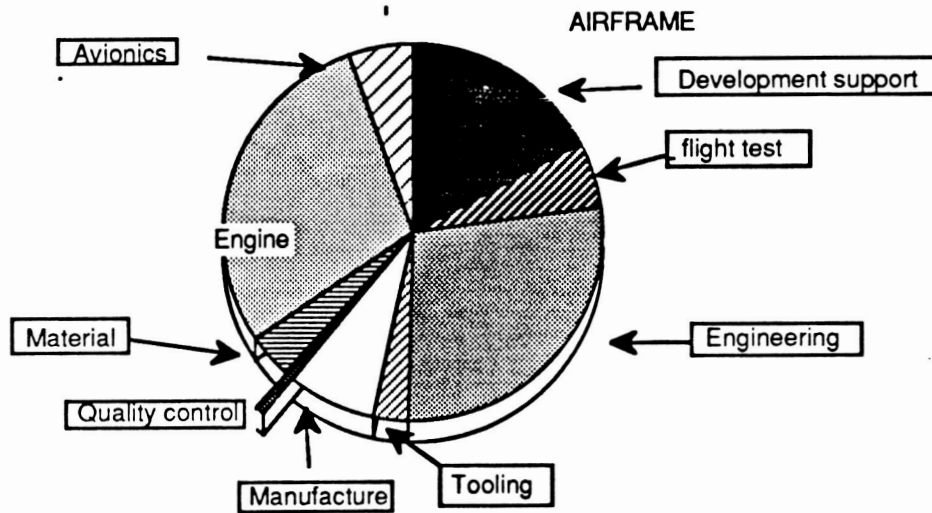 AIRFRAME
Avionics
Development support
flight test
Engine
Material
Engineering
Quality control
Manufacture
Tooling